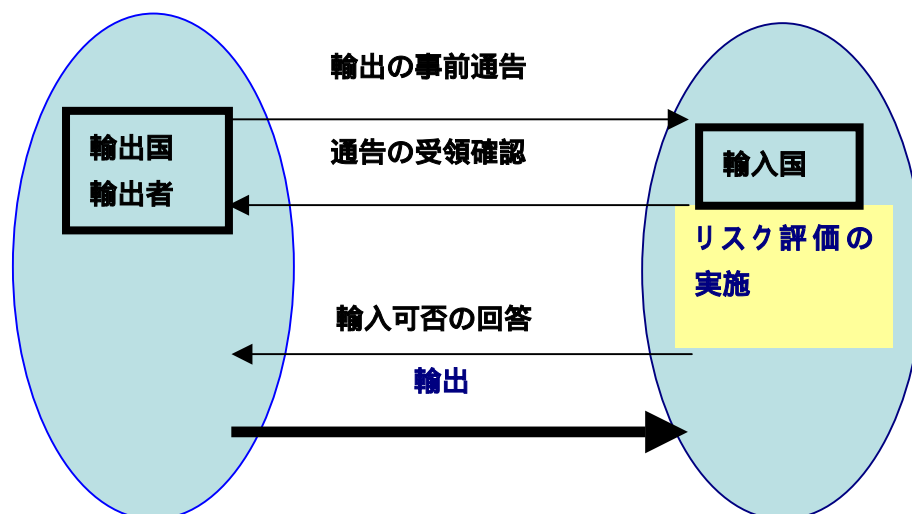 輸出の事前通告
輸出国
輸出者
通告の受領確認
輸入国
リスク評価の
実施
輸入可否の回答
輸出